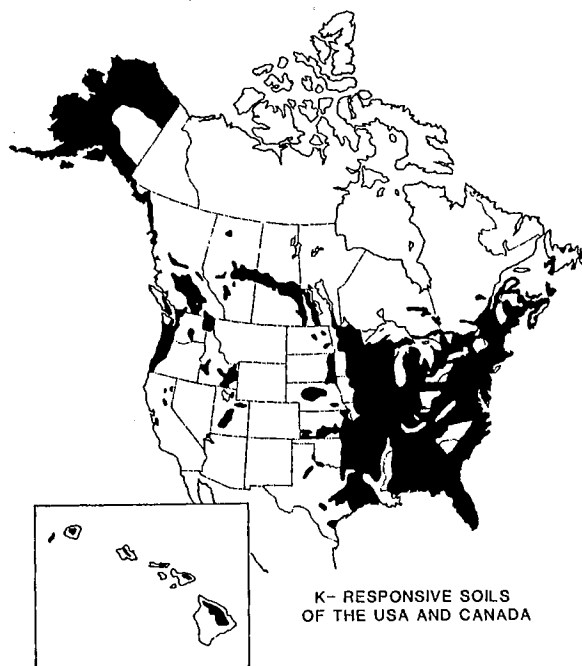 K- RESPONSIVE SOILS
OF THE USA AND CANADA